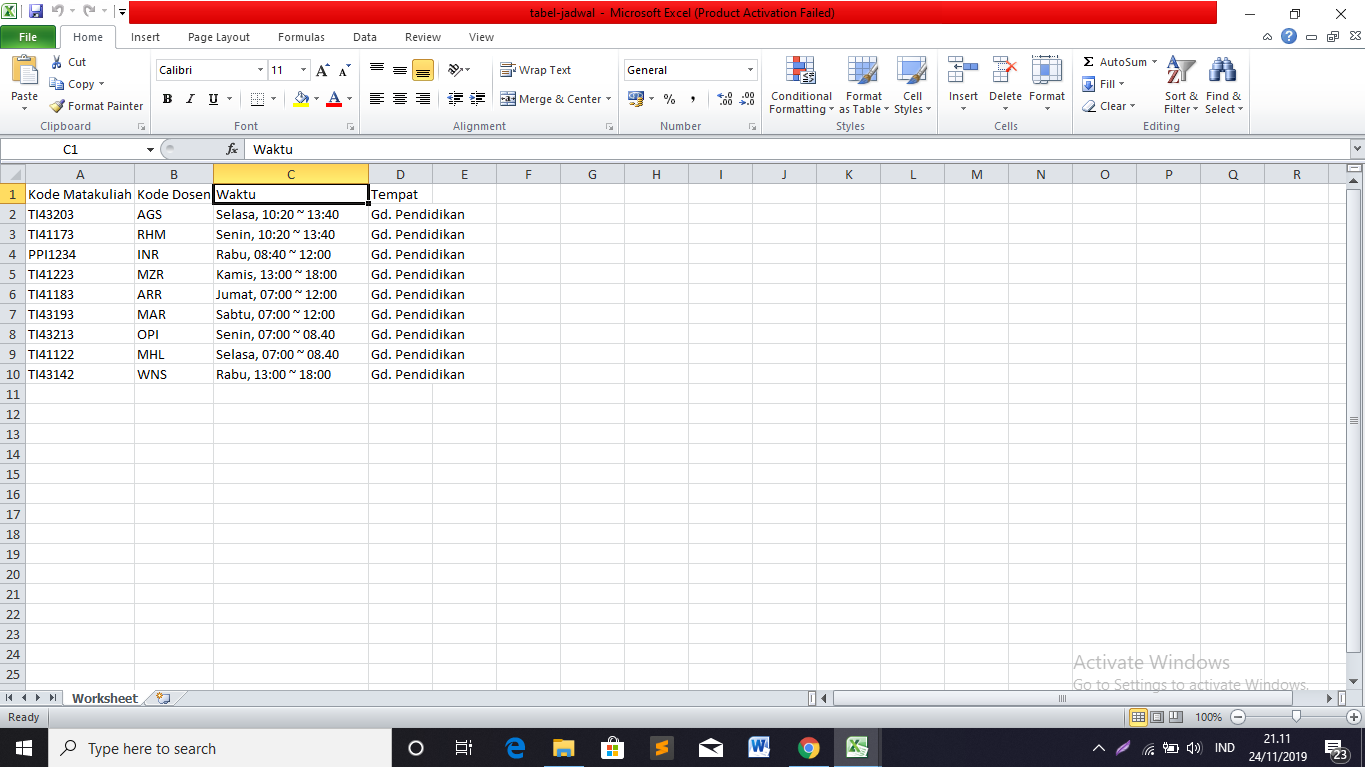 tabel-jadwal - Microsoft Excel (Product Activation Failed)
File Home Insert Page Layout Formulas Data Review View
Paste
Cut
Copy
Format Painter
Clipboard
Calibri 11
B I U
Font
Wrap Text
Merge & Center
Alignment
General
% ,
Number
Conditional Formatting
Format as Table
Cell Styles
Styles
Insert Delete Format
Cells
Σ AutoSum
Fill
Clear
Sort & Filter
Find & Select
Editing
C1 fx Waktu
A B C D E F G H I J K L M N O P Q R
1 Kode Matakuliah Kode Dosen Waktu Tempat
2 TI43203 AGS Selasa, 10:20 ~ 13:40 Gd. Pendidikan
3 TI41173 RHM Senin, 10:20 ~ 13:40 Gd. Pendidikan
4 PPI1234 INR Rabu, 08:40 ~ 12:00 Gd. Pendidikan
5 TI41223 MZR Kamis, 13:00 ~ 18:00 Gd. Pendidikan
6 TI41183 ARR Jumat, 07:00 ~ 12:00 Gd. Pendidikan
7 TI43193 MAR Sabtu, 07:00 ~ 12:00 Gd. Pendidikan
8 TI43213 OPI Senin, 07:00 ~ 08.40 Gd. Pendidikan
9 TI41122 MHL Selasa, 07:00 ~ 08.40 Gd. Pendidikan
10 TI43142 WNS Rabu, 13:00 ~ 18:00 Gd. Pendidikan
11
12
13
14
15
16
17
18
19
20
21
22
23
24
25
Activate Windows
Go to Settings to activate Windows.
Worksheet
Ready 100%
Type here to search
IND
21.11
24/11/2019
23